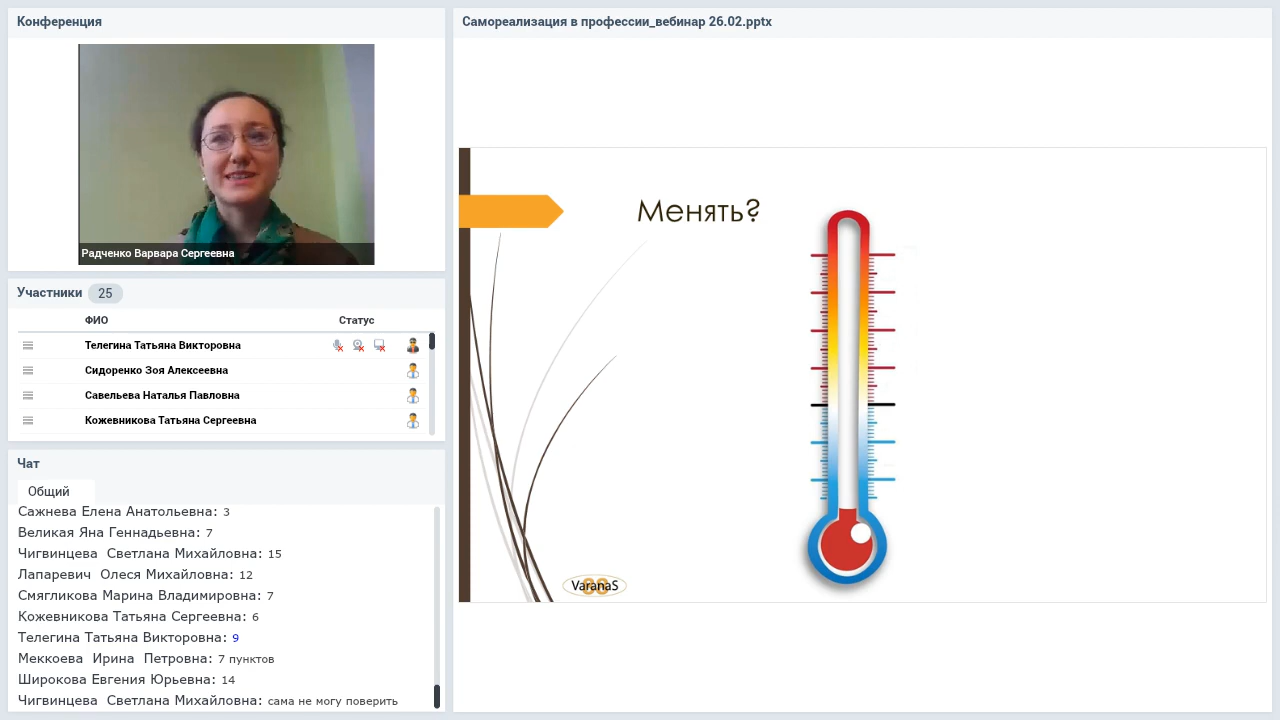 Конференция
Радченко Варвара Сергеевна
Участники 25
ФИО Статус
Телегина Татьяна Викторовна
Сидоренко Зоя Алексеевна
Савельева Наталья Павловна
Кожевникова Татьяна Сергеевна
Чат
Общий
Сажнева Елена Анатольевна: 3
Великая Яна Геннадьевна: 7
Чигвинцева Светлана Михайловна: 15
Лапаревич Олеся Михайловна: 12
Смягликова Марина Владимировна: 7
Кожевникова Татьяна Сергеевна: 6
Телегина Татьяна Викторовна: 9
Меккоева Ирина Петровна: 7 пунктов
Широкова Евгения Юрьевна: 14
Чигвинцева Светлана Михайловна: сама не могу поверить
Самореализация в профессии_вебинар 26.02.pptx
Менять?
VaranaS